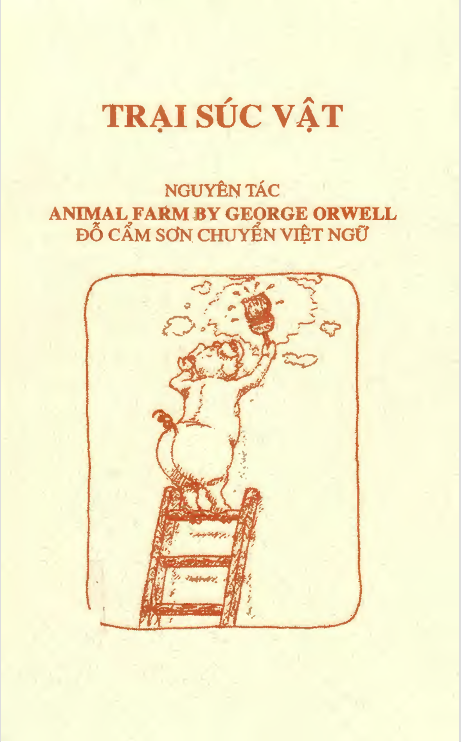 TRẠI SÚC VẬT
NGUYÊN TÁC
ANIMAL FARM BY GEORGE ORWELL
ĐỖ CẨM SƠN CHUYỂN VIỆT NGỮ